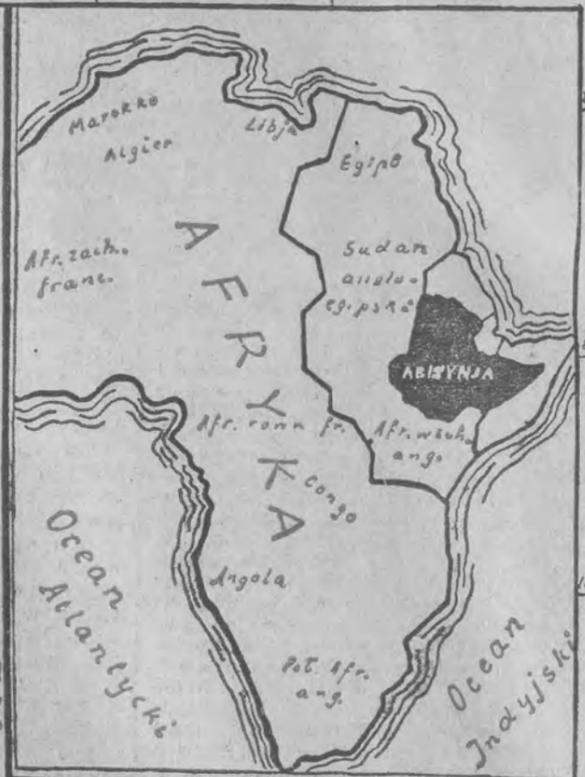 Marokko
Algier
Libja
Egipt
AFRYKA
Afr. zach.
franc.
Sudan
anglo-
egipski
ABISYNJA
Afr. równ fr.
Afr. wsch.
ang.
Congo
Angola
Poł. Afr.
ang.
Ocean
Atlantycki
Ocean
Indyjski